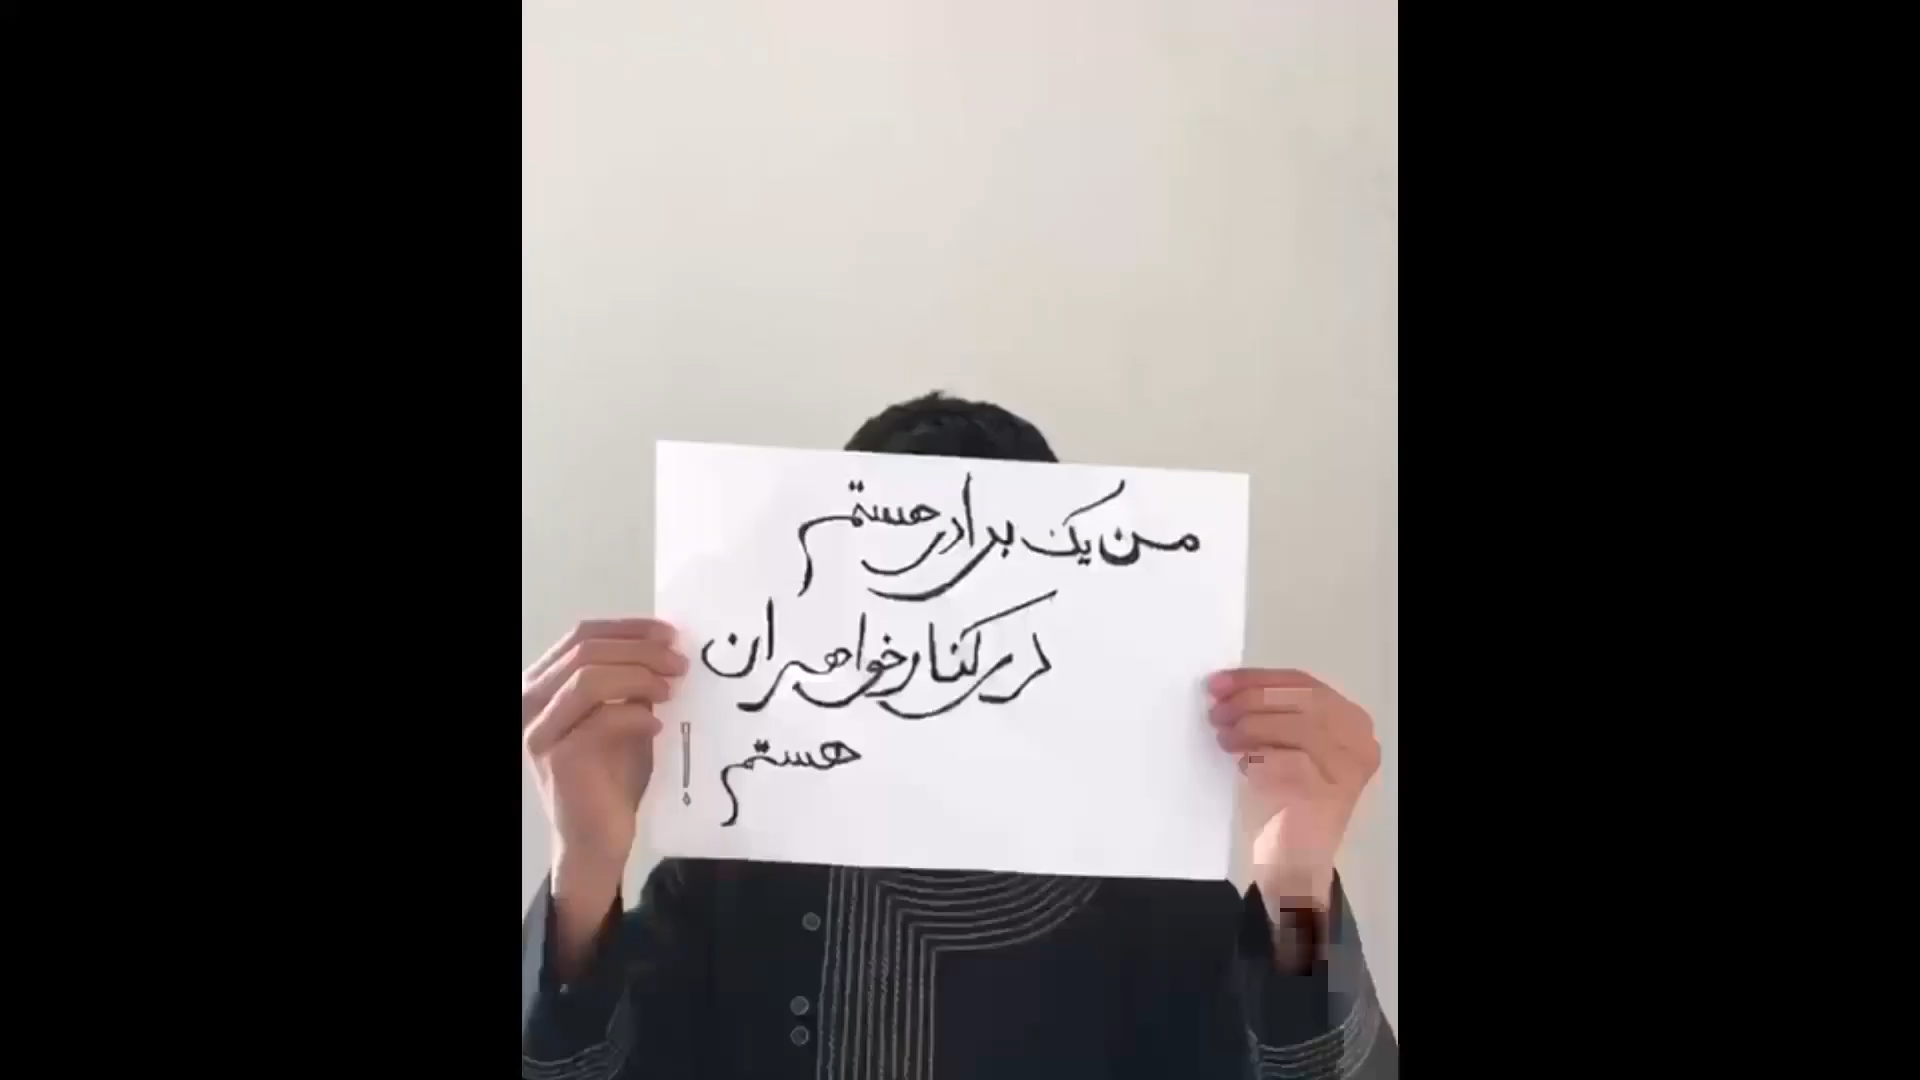 من یک برادر هستم
در کنار خواهران
هستم !